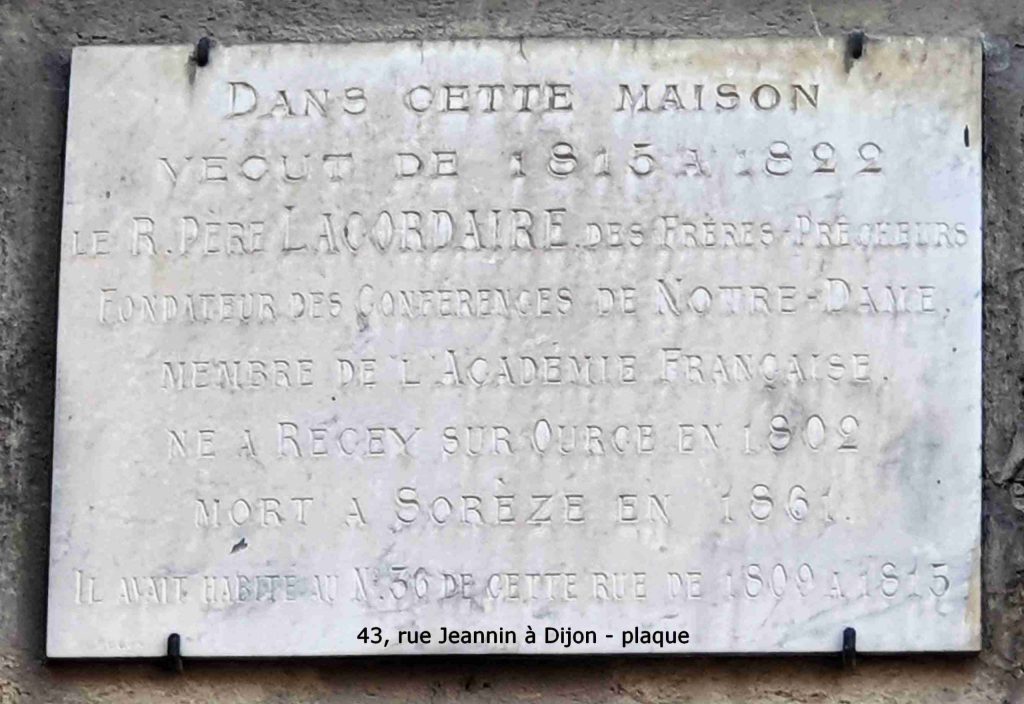 DANS CETTE MAISON
VECUT DE 1815 A 1822
LE R. PÈRE LACORDAIRE, DES FRÈRES-PRÊCHEURS
FONDATEUR DES CONFÉRENCES DE NOTRE-DAME,
MEMBRE DE L'ACADÉMIE FRANÇAISE,
NE A RECEY SUR OURCE EN 1802
MORT A SORÈZE EN 1861.
IL AVAIT HABITE AU N°. 36 DE CETTE RUE DE 1809 A 1815
43, rue Jeannin à Dijon - plaque